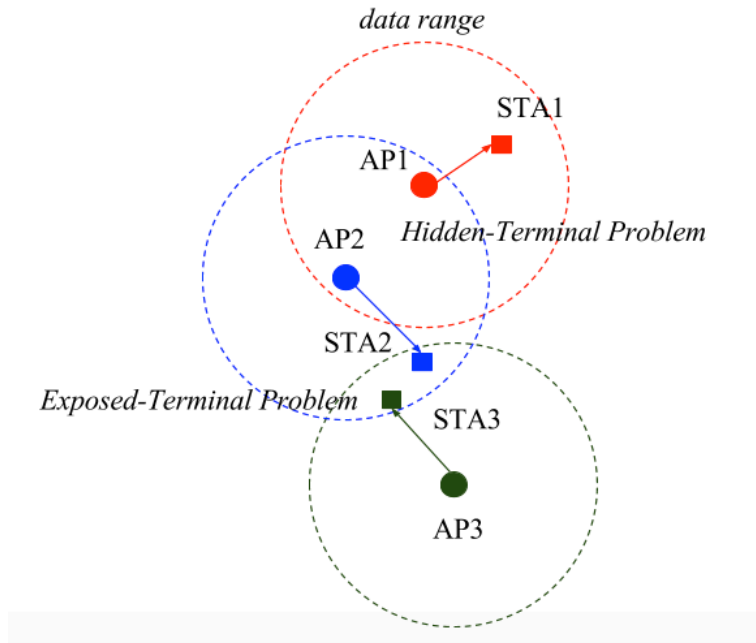 data range
STA1
AP1
Hidden-Terminal Problem
AP2
STA2
Exposed-Terminal Problem
STA3
AP3